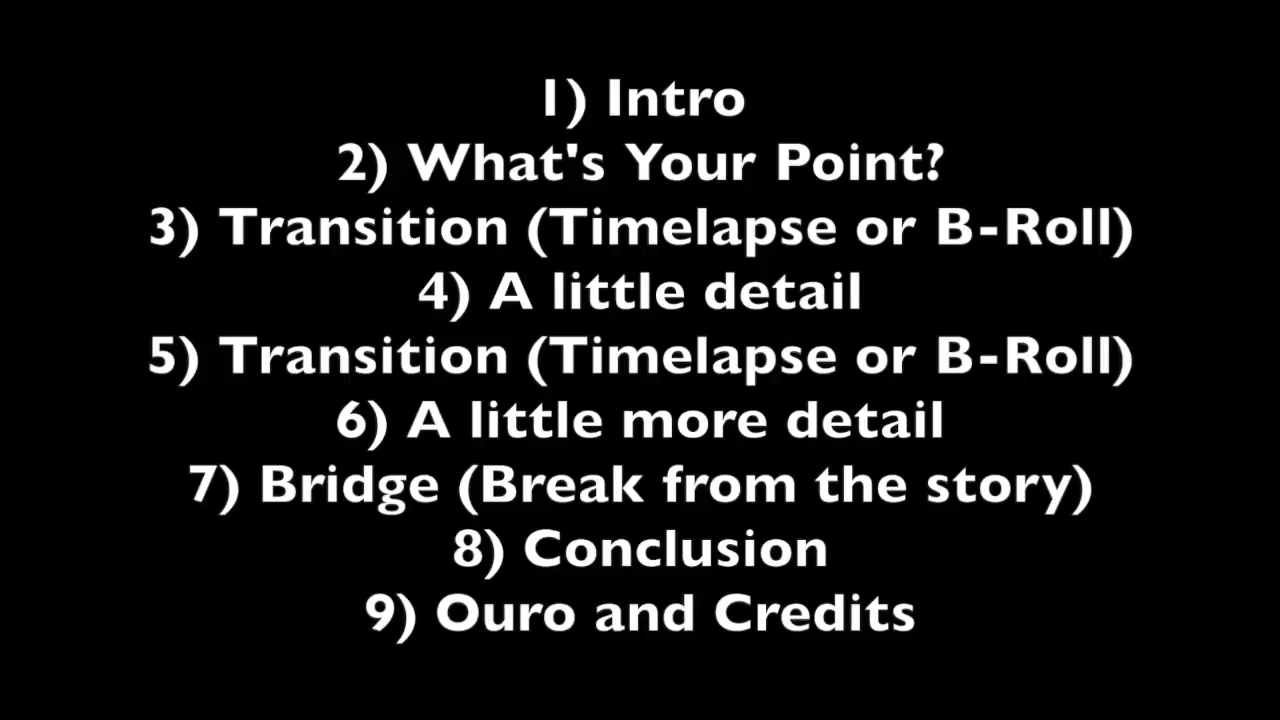 1) Intro
2) What's Your Point?
3) Transition (Timelapse or B-Roll)
4) A little detail
5) Transition (Timelapse or B-Roll)
6) A little more detail
7) Bridge (Break from the story)
8) Conclusion
9) Ouro and Credits